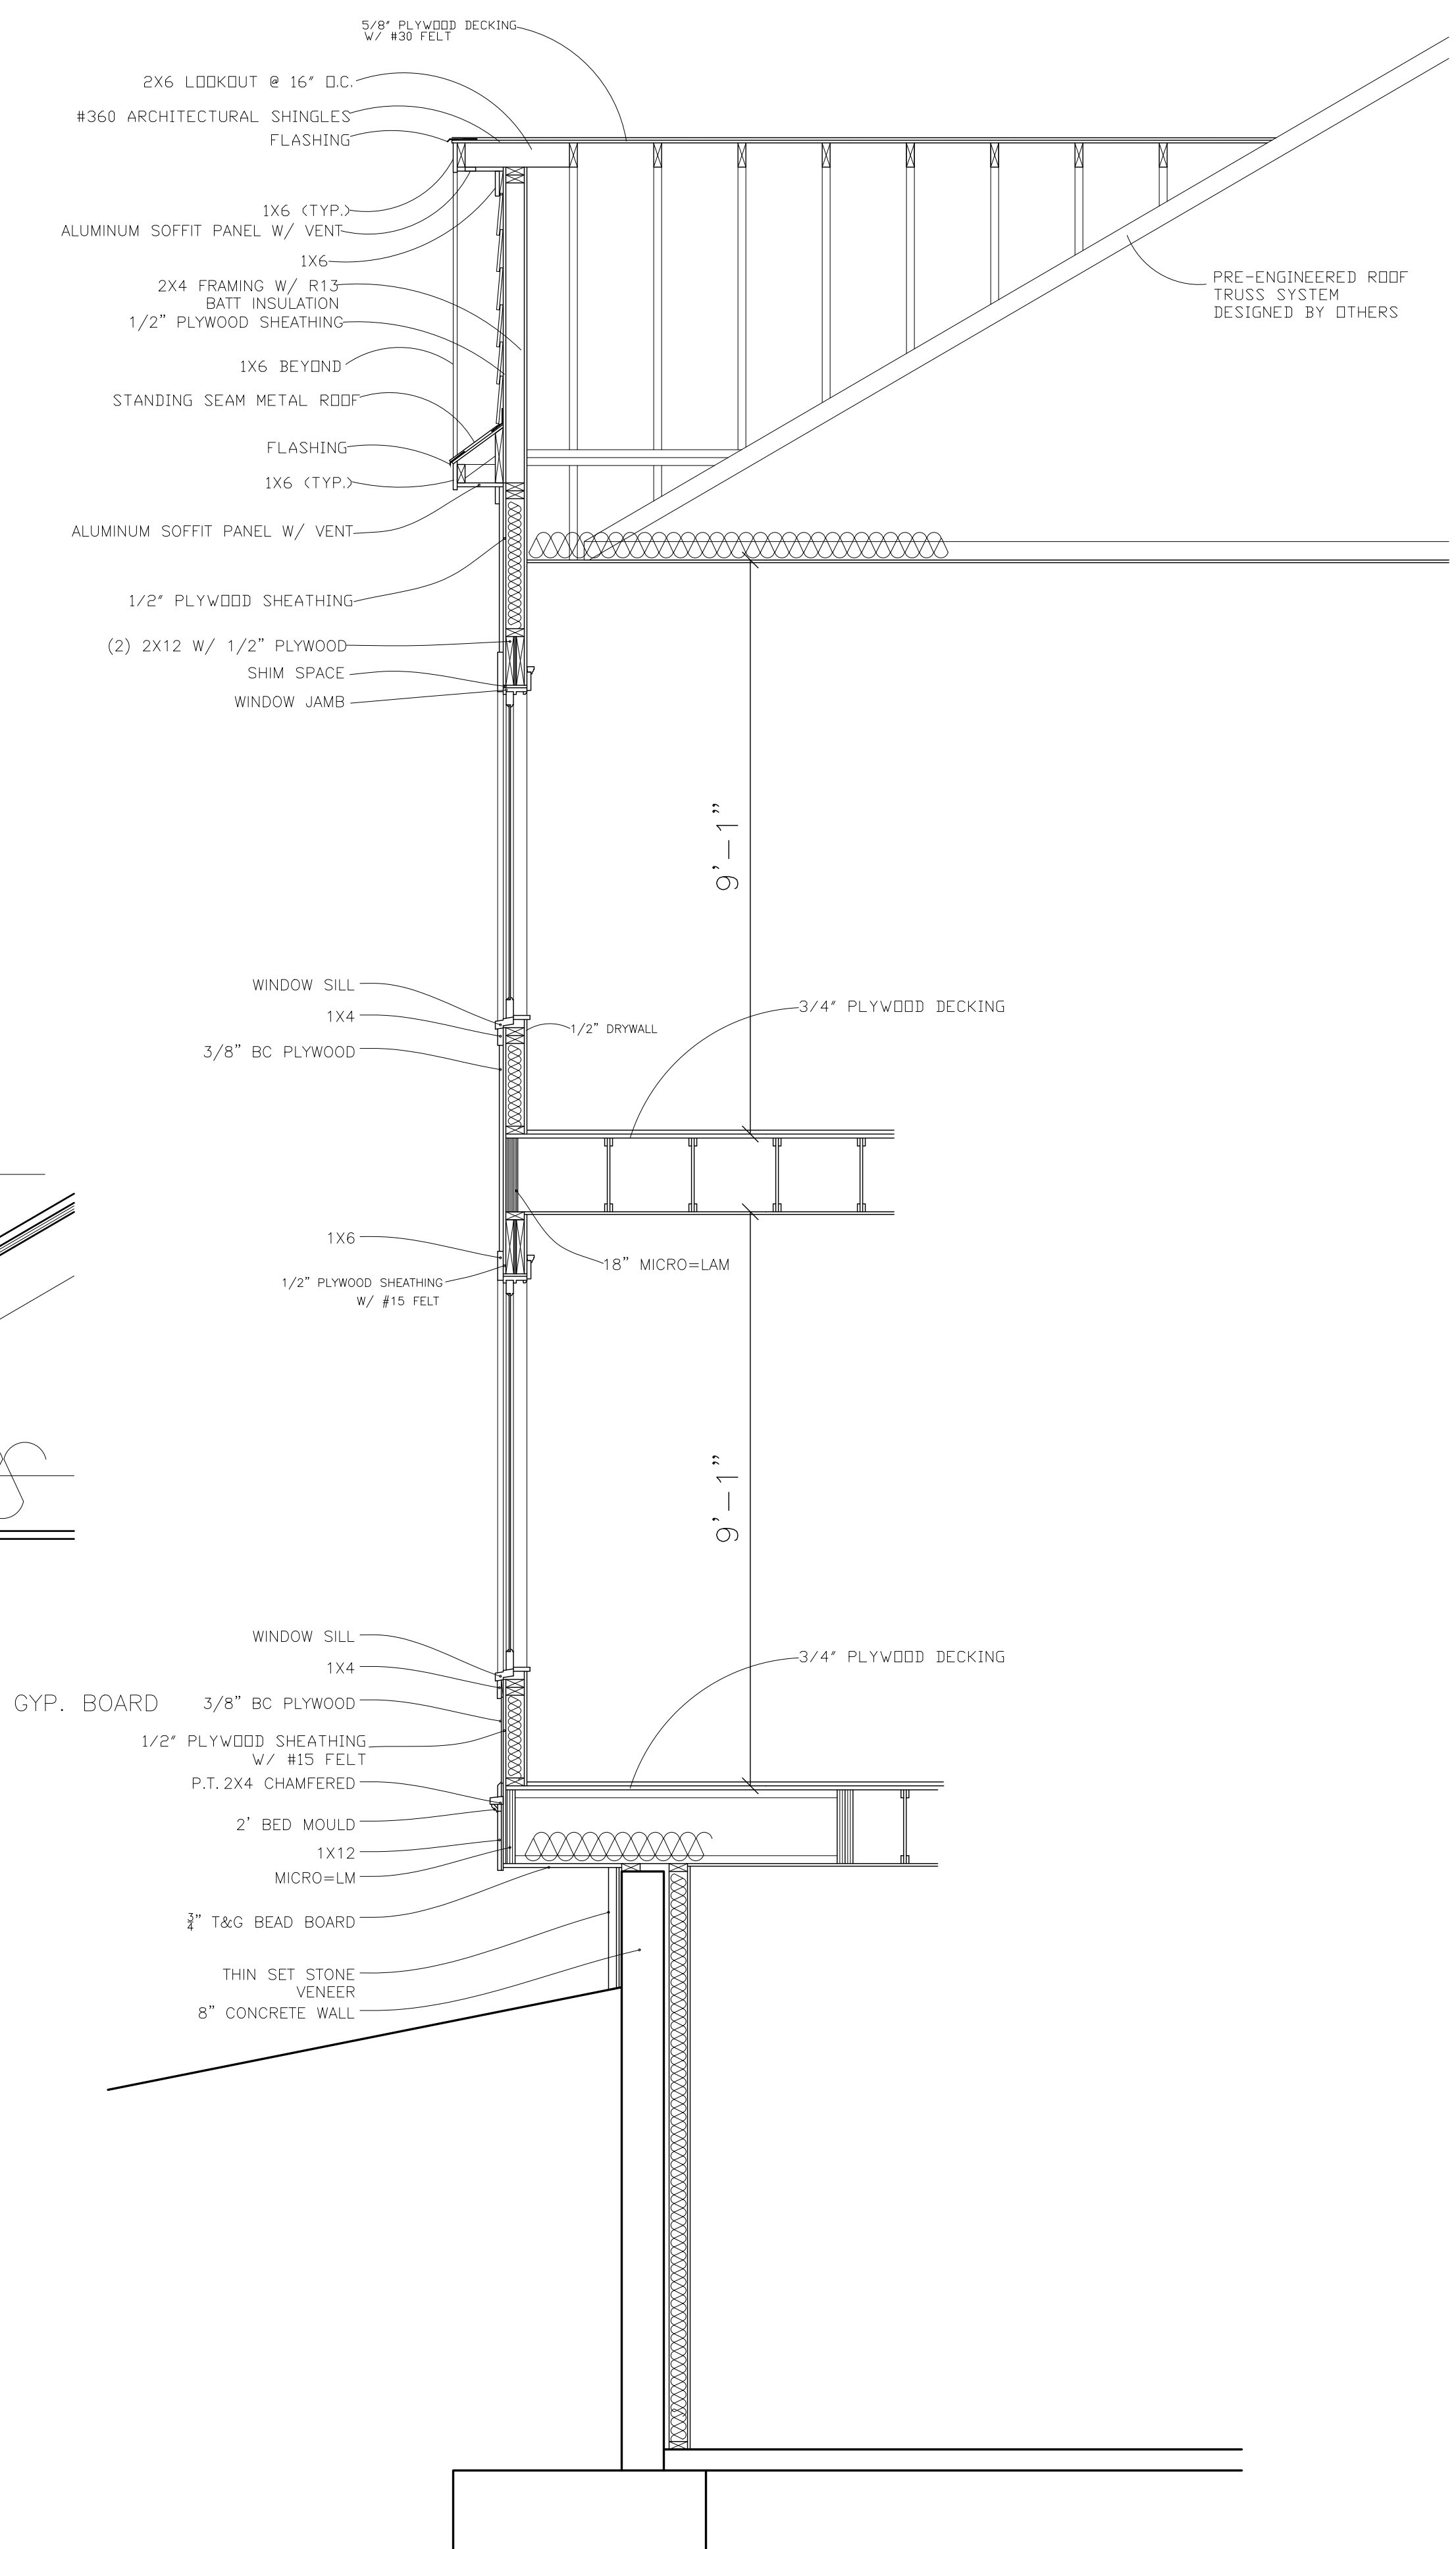 5/8" PLYWOOD DECKING
W/ #30 FELT
2X6 LOOKOUT @ 16" O.C.
#360 ARCHITECTURAL SHINGLES
FLASHING
1X6 (TYP.)
ALUMINUM SOFFIT PANEL W/ VENT
1X6
2X4 FRAMING W/ R13
BATT INSULATION
1/2" PLYWOOD SHEATHING
1X6 BEYOND
STANDING SEAM METAL ROOF
FLASHING
1X6 (TYP.)
ALUMINUM SOFFIT PANEL W/ VENT
1/2" PLYWOOD SHEATHING
(2) 2X12 W/ 1/2" PLYWOOD
SHIM SPACE
WINDOW JAMB
PRE-ENGINEERED ROOF
TRUSS SYSTEM
DESIGNED BY OTHERS
9'-1"
WINDOW SILL
1X4
3/8" BC PLYWOOD
1/2" DRYWALL
3/4" PLYWOOD DECKING
1X6
1/2" PLYWOOD SHEATHING
W/ #15 FELT
18" MICRO=LAM
9'-1"
WINDOW SILL
1X4
GYP. BOARD
3/8" BC PLYWOOD
1/2" PLYWOOD SHEATHING
W/ #15 FELT
P.T. 2X4 CHAMFERED
2' BED MOULD
1X12
MICRO=LM
3/4" T&G BEAD BOARD
THIN SET STONE
VENEER
8" CONCRETE WALL
3/4" PLYWOOD DECKING